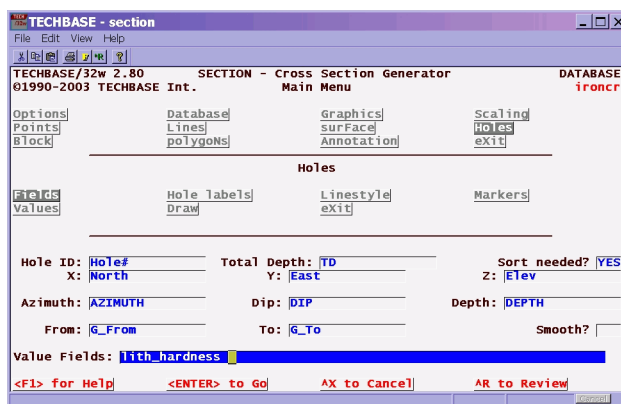 TECHBASE - section
File Edit View Help
TECHBASE/32w 2.80 SECTION - Cross Section Generator DATABASE
©1990-2003 TECHBASE Int. Main Menu ironcr
Options Database Graphics Scaling
Points Lines surFace Holes
Block polygoNs Annotation eXit
Holes
Fields Hole labels Linestyle Markers
Values Draw eXit
Hole ID: Hole# Total Depth: TD Sort needed? YES
X: North Y: East Z: Elev
Azimuth: AZIMUTH Dip: DIP Depth: DEPTH
From: G_From To: G_To Smooth?
Value Fields: lith_hardness
<F1> for Help <ENTER> to Go ^X to Cancel ^R to Review
Cancel